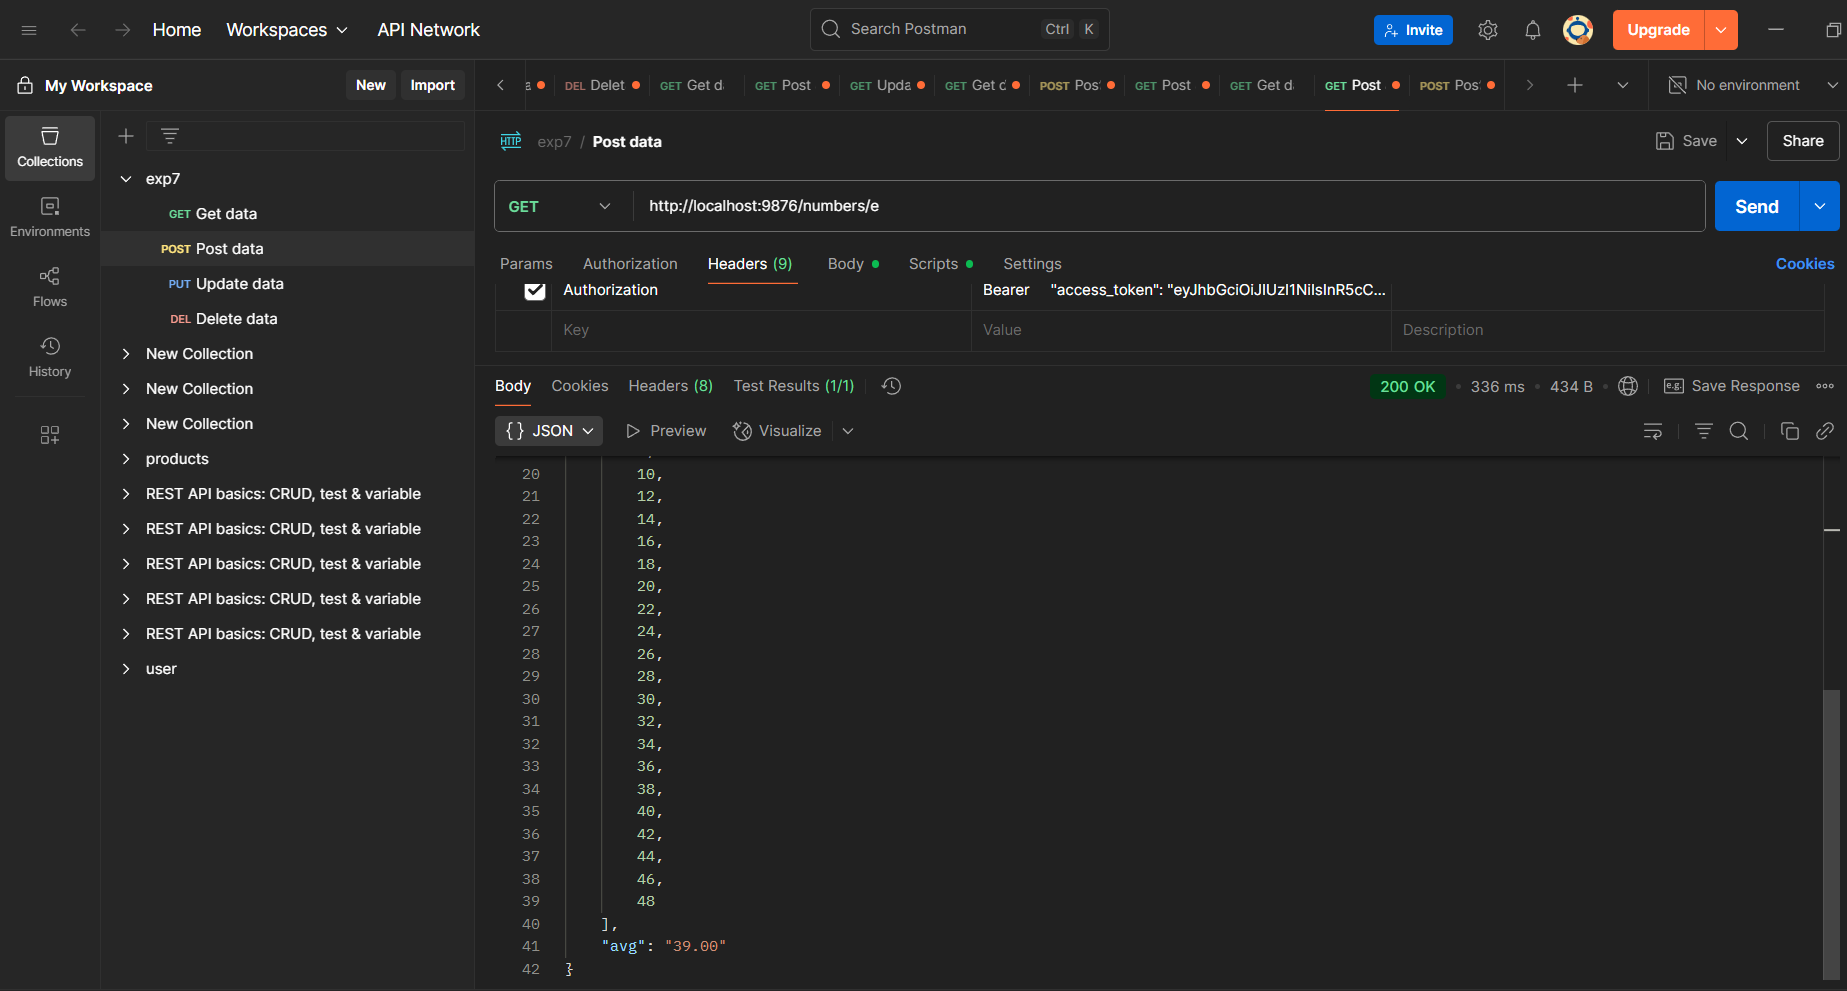 Home Workspaces API Network Search Postman Ctrl K Invite Upgrade
My Workspace New Import
DEL Delet GET Get d GET Post GET Upda GET Get d POST Pos GET Post GET Get d GET Post POST Pos No environment
Collections
Environments
Flows
History
exp7
GET Get data
POST Post data
PUT Update data
DEL Delete data
New Collection
New Collection
New Collection
products
REST API basics: CRUD, test & variable
REST API basics: CRUD, test & variable
REST API basics: CRUD, test & variable
REST API basics: CRUD, test & variable
REST API basics: CRUD, test & variable
user
HTTP exp7 / Post data Save Share
GET http://localhost:9876/numbers/e Send
Params Authorization Headers (9) Body Scripts Settings Cookies
Authorization Bearer "access_token": "eyJhbGciOiJIUzI1NiIsInR5cC...
Key Value Description
Body Cookies Headers (8) Test Results (1/1) 200 OK 336 ms 434 B e.g. Save Response
{} JSON Preview Visualize
20 10,
21 12,
22 14,
23 16,
24 18,
25 20,
26 22,
27 24,
28 26,
29 28,
30 30,
31 32,
32 34,
33 36,
34 38,
35 40,
36 42,
37 44,
38 46,
39 48
40 ],
41 "avg": "39.00"
42 }